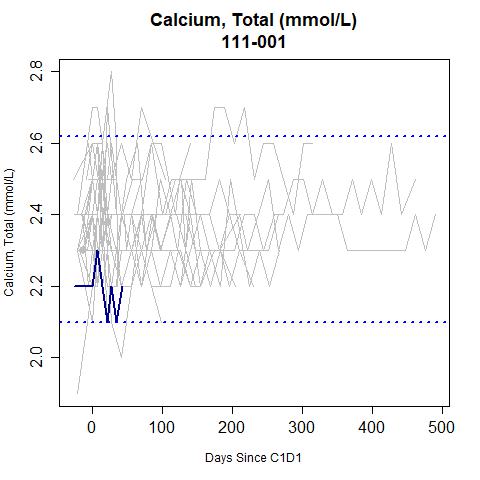 Calcium, Total (mmol/L)
111-001
Calcium, Total (mmol/L)
2.8
2.6
2.4
2.2
2.0
0 100 200 300 400 500
Days Since C1D1